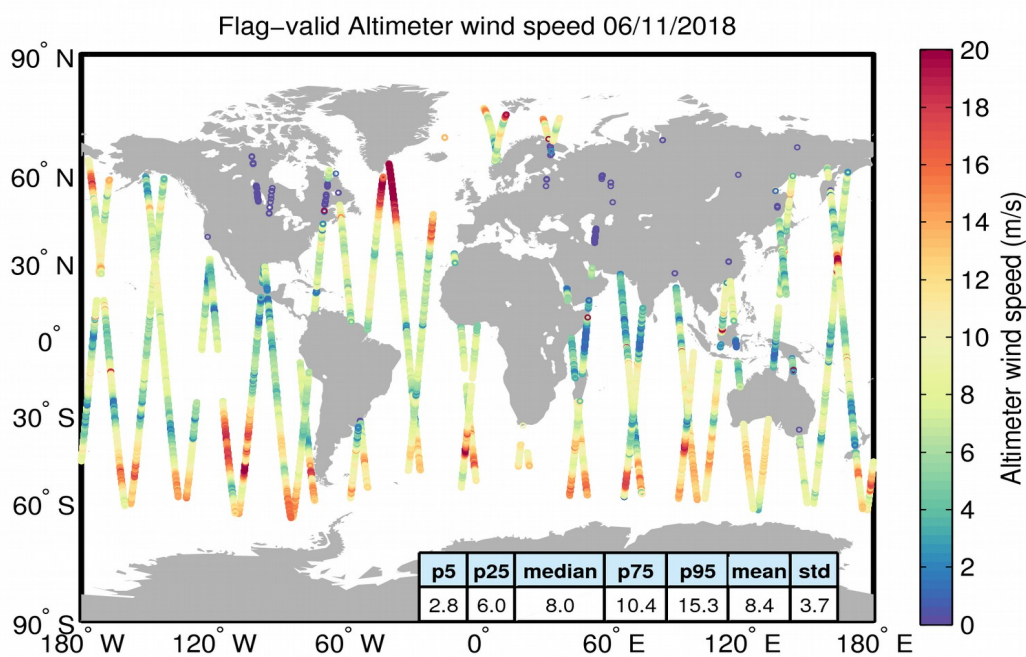 Flag−valid Altimeter wind speed 06/11/2018
90° N
60° N
30° N
0°
30° S
60° S
90° S
180° W
120° W
60° W
0°
60° E
120° E
180° E
20
18
16
14
12
10
8
6
4
2
0
Altimeter wind speed (m/s)
p5 p25 median p75 p95 mean std
2.8 6.0 8.0 10.4 15.3 8.4 3.7